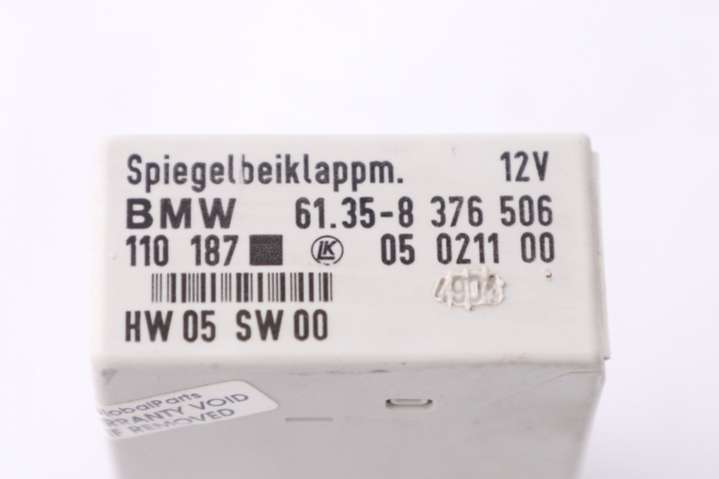 Spiegelbeiklappm. 12V
BMW 61.35-8 376 506
110 187 LK 05 0211 00
HW 05 SW 00
GlobalParts
WARRANTY VOID
IF REMOVED